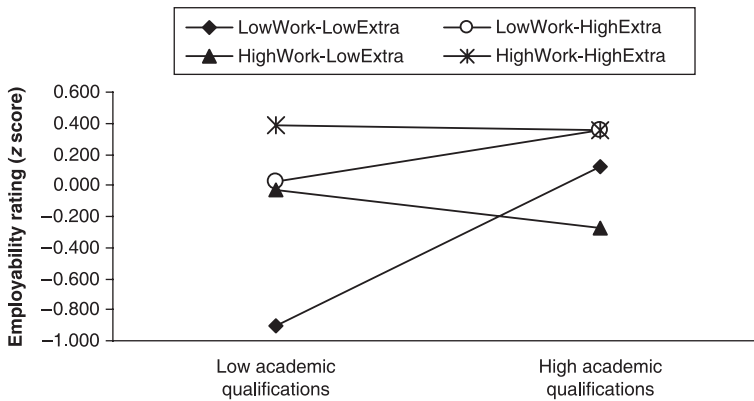 LowWork-LowExtra
LowWork-HighExtra
HighWork-LowExtra
HighWork-HighExtra
Employability rating (z score)
0.600
0.400
0.200
0.000
−0.200
−0.400
−0.600
−0.800
−1.000
Low academic
qualifications
High academic
qualifications